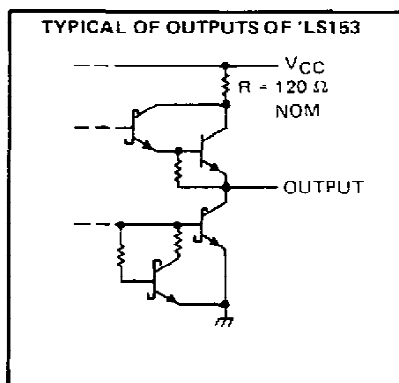 TYPICAL OF OUTPUTS OF 'LS153
VCC
R = 120 Ω
NOM
OUTPUT